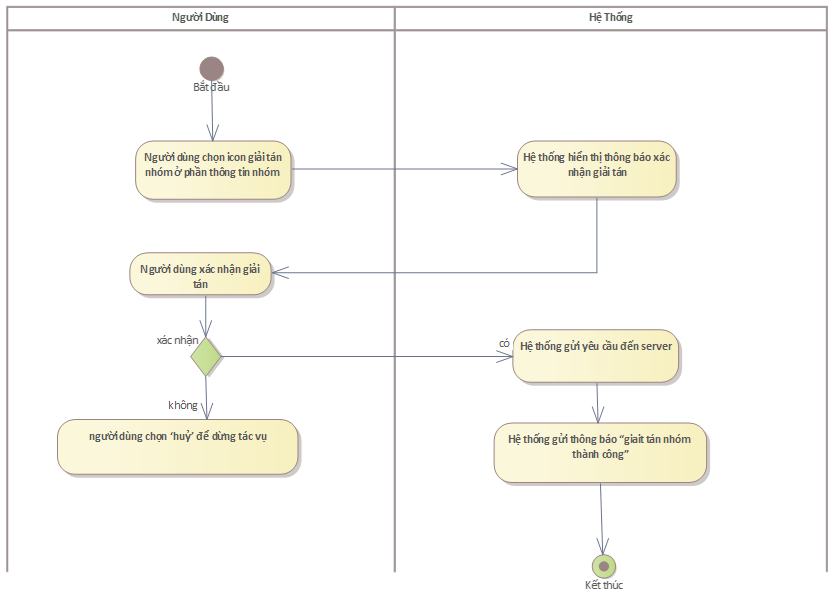 Người Dùng
Hệ Thống
Bắt đầu
Người dùng chọn icon giải tán
nhóm ở phần thông tin nhóm
Hệ thống hiển thị thông báo xác
nhận giải tán
Người dùng xác nhận giải
tán
xác nhận
có
Hệ thống gửi yêu cầu đến server
không
người dùng chọn ‘huỷ’ để dừng tác vụ
Hệ thống gửi thông báo “giait tán nhóm
thành công”
Kết thúc